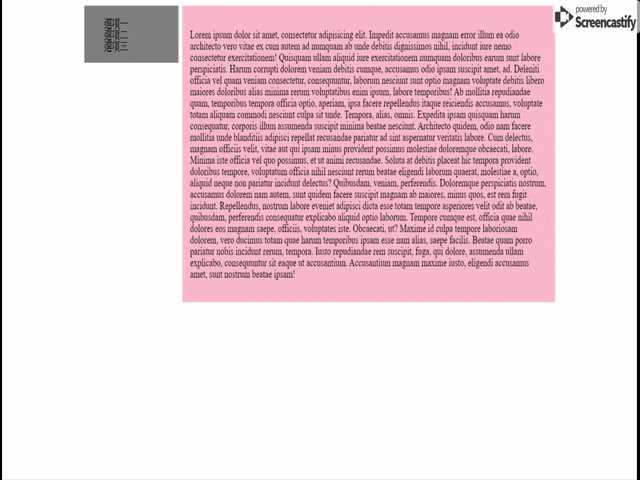 選項一
選項二
選項三
Lorem ipsum dolor sit amet, consectetur adipisicing elit. Impedit accusamus magnam error illum ea odio
architecto vero vitae ex cum autem ad numquam ab unde debitis dignissimos nihil, incidunt iure nemo
consectetur exercitationem! Quisquam ullam aliquid iure exercitationem numquam doloribus earum sunt labore
perspiciatis. Harum corrupti dolorem veniam debitis cumque, accusamus odio ipsam suscipit amet, ad. Deleniti
officia vel quam veniam consectetur, consequuntur, laborum nesciunt sunt optio magnam voluptate debitis libero
maiores doloribus alias minima rerum voluptatibus enim ipsum, labore temporibus! Ab mollitia repudiandae
quam, temporibus tempora officia optio, aperiam, ipsa facere repellendus itaque reiciendis accusamus, voluptate
totam aliquam commodi nesciunt culpa sit unde. Tempora, alias, omnis. Expedita ipsam quisquam harum
consequatur, corporis illum assumenda suscipit minima beatae nesciunt. Architecto quidem, odio nam facere
mollitia unde blanditiis adipisci repellat recusandae pariatur ad sint aspernatur veritatis labore. Cum delectus,
magnam officiis velit, vitae aut qui ipsam minus provident possimus molestiae doloremque obcaecati, labore.
Minima iste officia vel quo possimus, et ut animi recusandae. Soluta at debitis placeat hic tempora provident
doloribus tempore, voluptatum officia nihil nesciunt rerum beatae eligendi laborum quaerat, molestiae a, optio,
aliquid neque non pariatur incidunt delectus? Quibusdam, veniam, perferendis. Doloremque perspiciatis nostrum,
accusamus dolorem nam autem, sunt quidem facere suscipit magnam ab maiores, minus quos, est rem fugit
incidunt. Repellendus, nostrum labore eveniet adipisci dicta esse totam tempore asperiores velit odit ab beatae,
quibusdam, perferendis consequatur explicabo aliquid optio laborum. Tempore cumque est, officia quae nihil
dolores eos magnam saepe, officiis, voluptates iste. Obcaecati, ut? Maxime id culpa tempore laboriosam
dolorem, vero ducimus totam quae harum temporibus ipsam esse nam alias, saepe facilis. Beatae quam porro
pariatur nobis incidunt rerum, tempora. Iusto repudiandae rem suscipit, fuga, qui dolore, assumenda ullam
explicabo, consequuntur sit eaque ut accusantium. Accusantium magnam maxime iusto, eligendi accusamus
amet, sunt nostrum beatae ipsam!
powered by
Screencastify